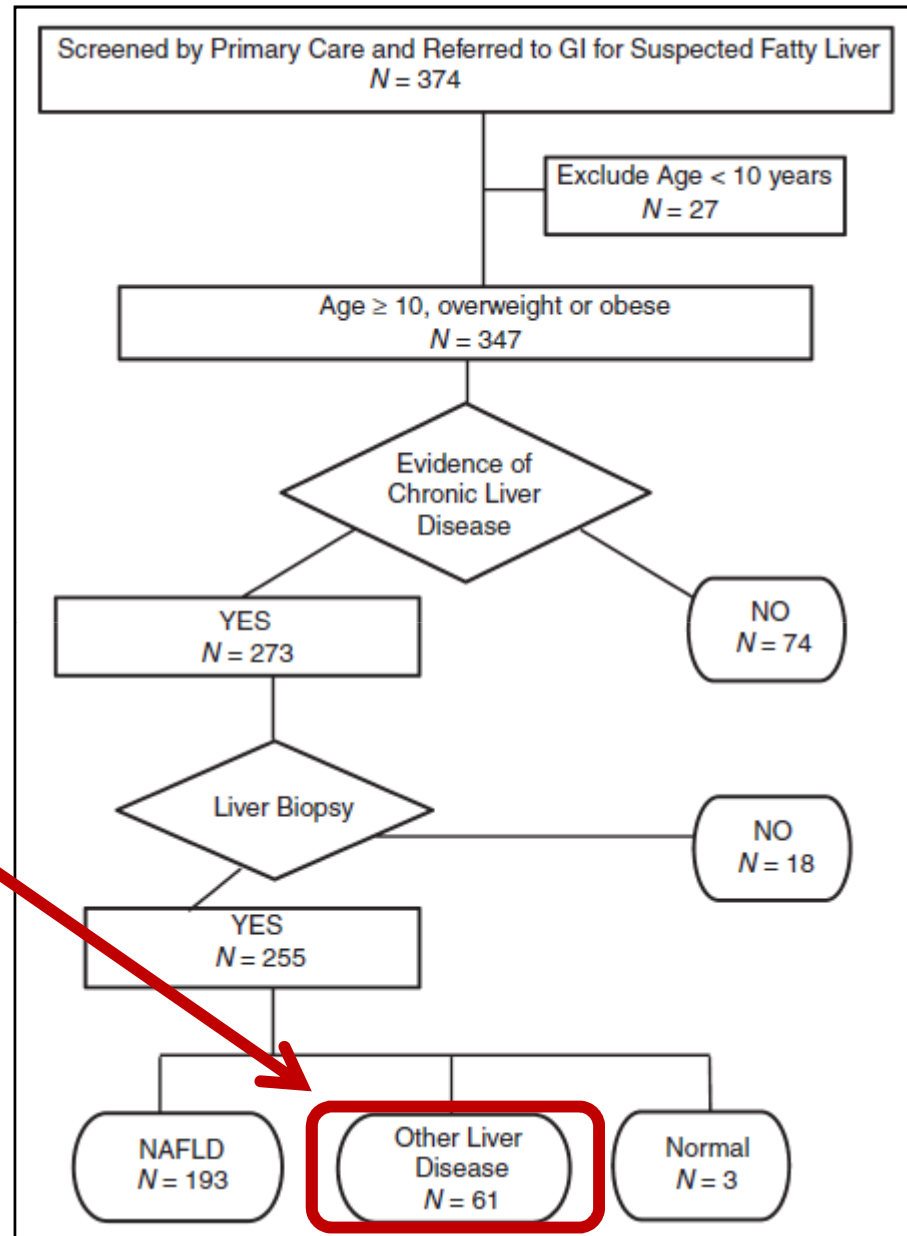 Screened by Primary Care and Referred to GI for Suspected Fatty Liver
N = 374
Exclude Age < 10 years
N = 27
Age ≥ 10, overweight or obese
N = 347
Evidence of
Chronic Liver
Disease
YES
N = 273
NO
N = 74
Liver Biopsy
NO
N = 18
YES
N = 255
NAFLD
N = 193
Other Liver
Disease
N = 61
Normal
N = 3